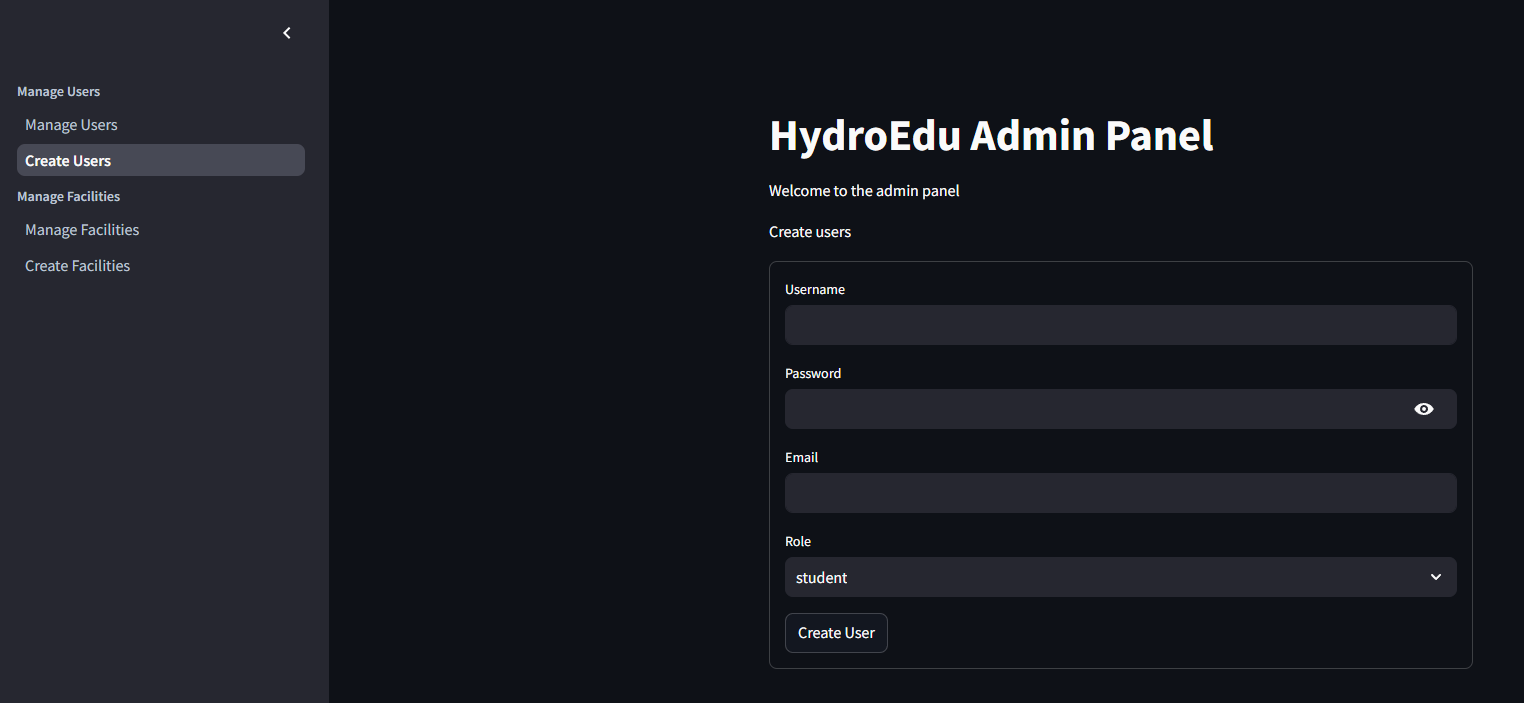 Manage Users
Manage Users
Create Users
Manage Facilities
Manage Facilities
Create Facilities
HydroEdu Admin Panel
Welcome to the admin panel
Create users
Username
Password
Email
Role
student
Create User